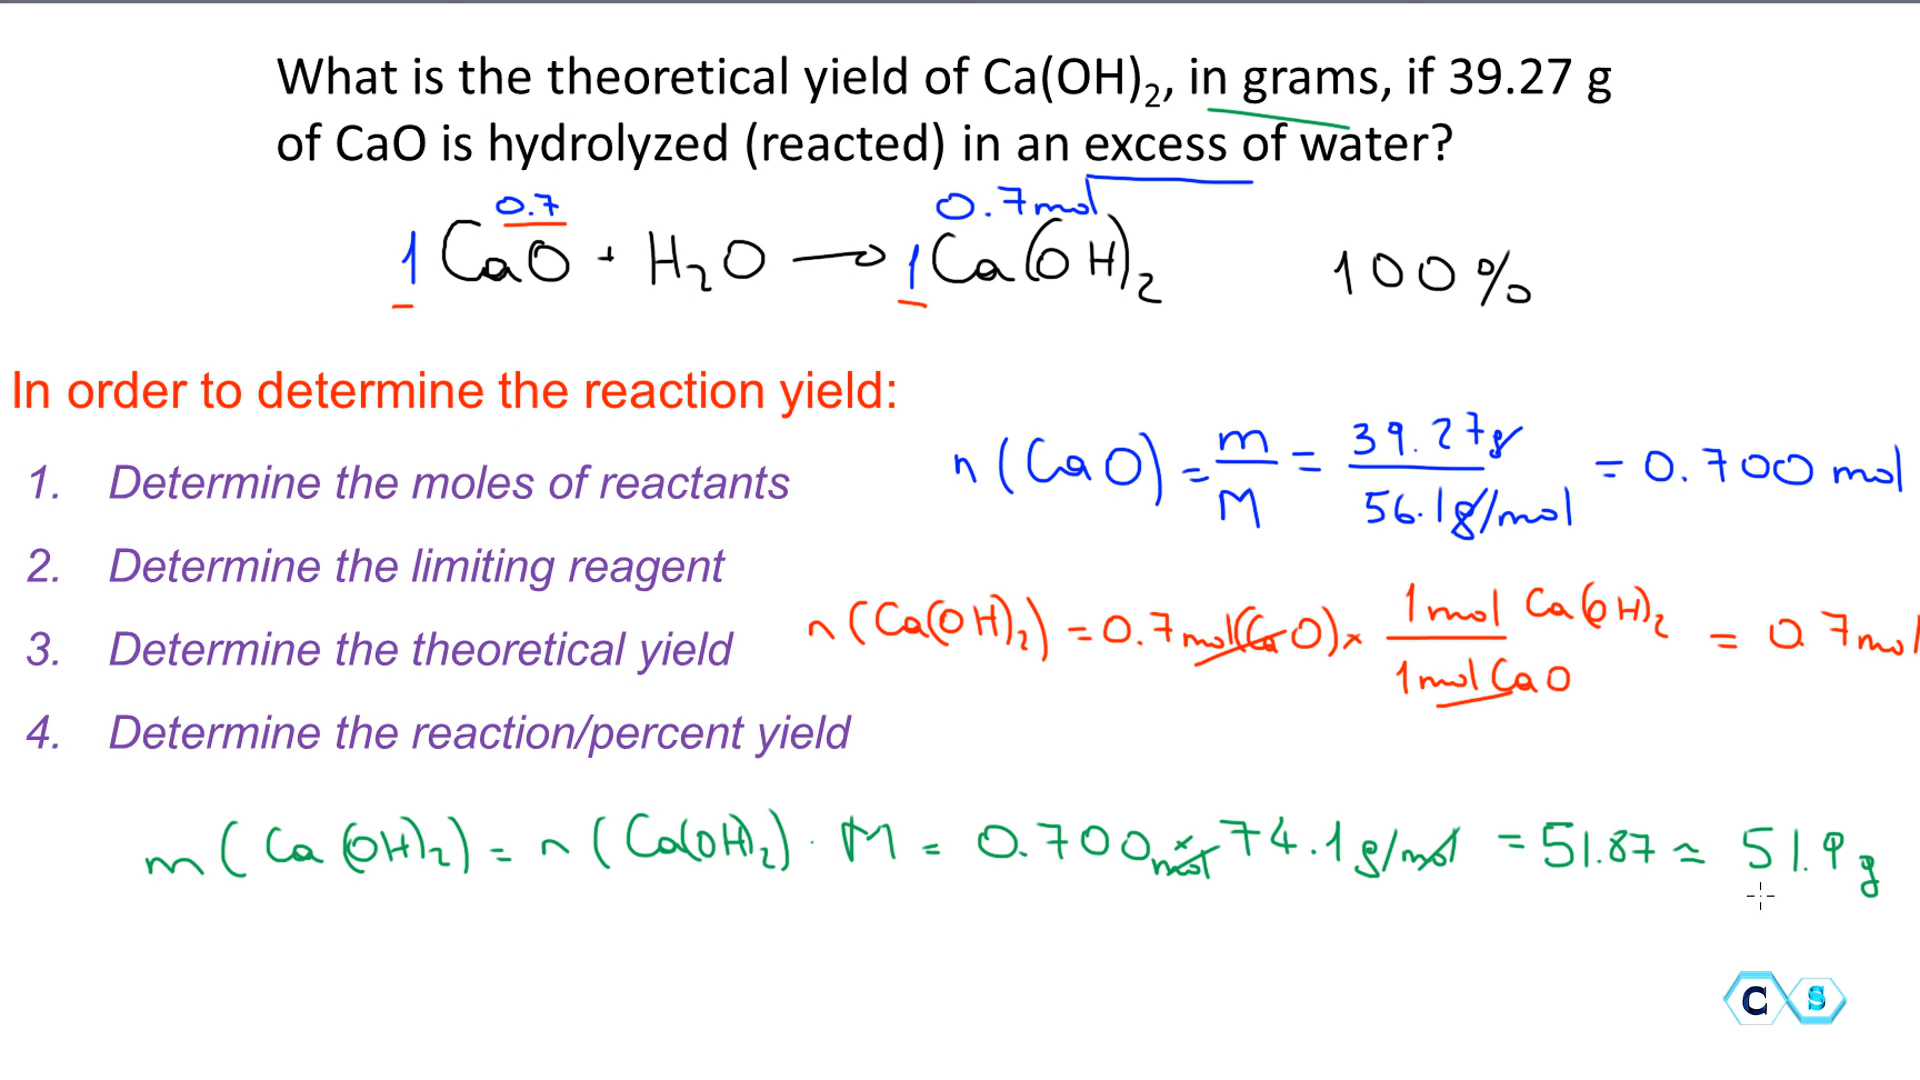 What is the theoretical yield of Ca(OH)₂, in grams, if 39.27 g
of CaO is hydrolyzed (reacted) in an excess of water?
0.7 0.7mol
1 CaO + H₂O → 1 Ca(OH)₂ 100%
In order to determine the reaction yield:
1. Determine the moles of reactants
n(CaO) = m/M = 39.27g/56.1g/mol = 0.700 mol
2. Determine the limiting reagent
3. Determine the theoretical yield
n(Ca(OH)₂) = 0.7mol(CaO) × 1mol Ca(OH)₂/1mol CaO = 0.7mol
4. Determine the reaction/percent yield
m(Ca(OH)₂) = n(Ca(OH)₂) · M = 0.700mol × 74.1g/mol = 51.87 ≈ 51.9g
C S